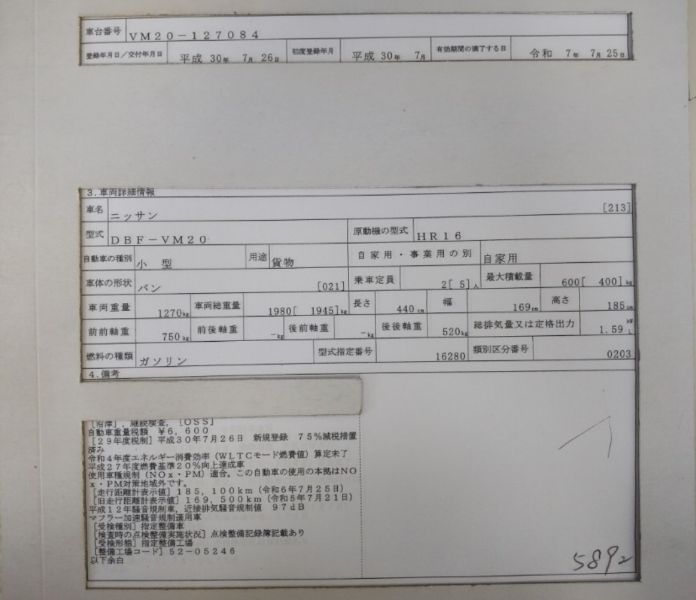 車台番号 VM20-127084
登録年月日/交付年月日 平成 30年 7月 26日 初度登録年月 平成 30年 7月 有効期間の満了する日 令和 7年 7月 25日
3.車両詳細情報
車名 ニッサン [213]
型式 DBF-VM20 原動機の型式 HR16
自動車の種別 小 型 用途 貨物 自家用・事業用の別 自家用
車体の形状 バン [021] 乗車定員 2[ 5]人 最大積載量 600[ 400]kg
車両重量 1270kg 車両総重量 1980[ 1945]kg 長さ 440cm 幅 169cm 高さ 185cm
前前軸重 750kg 前後軸重 -kg 後前軸重 -kg 後後軸重 520kg 総排気量又は定格出力 1.59 kW L
燃料の種類 ガソリン 型式指定番号 16280 類別区分番号 0203
4.備考
[沼津],継続検査,[OSS]
自動車重量税額 ¥6,600
[29年度税制]平成30年7月26日 新規登録 75%減税措置
済み
令和4年度エネルギー消費効率(WLTCモード燃費値)算定未了
平成27年度燃費基準20%向上達成車
使用車種規制(NOx・PM)適合。この自動車の使用の本拠はNO
x・PM対策地域外です。
[走行距離計表示値]185,100km(令和6年7月25日)
[旧走行距離計表示値]169,500km(令和5年7月21日)
平成12年騒音規制車、近接排気騒音規制値 97dB
マフラー加速騒音規制適用車
[受検種別]指定整備車
[検査時の点検整備実施状況]点検整備記録簿記載あり
[受検形態]指定整備工場
[整備工場コード]52-05246
以下余白
5892